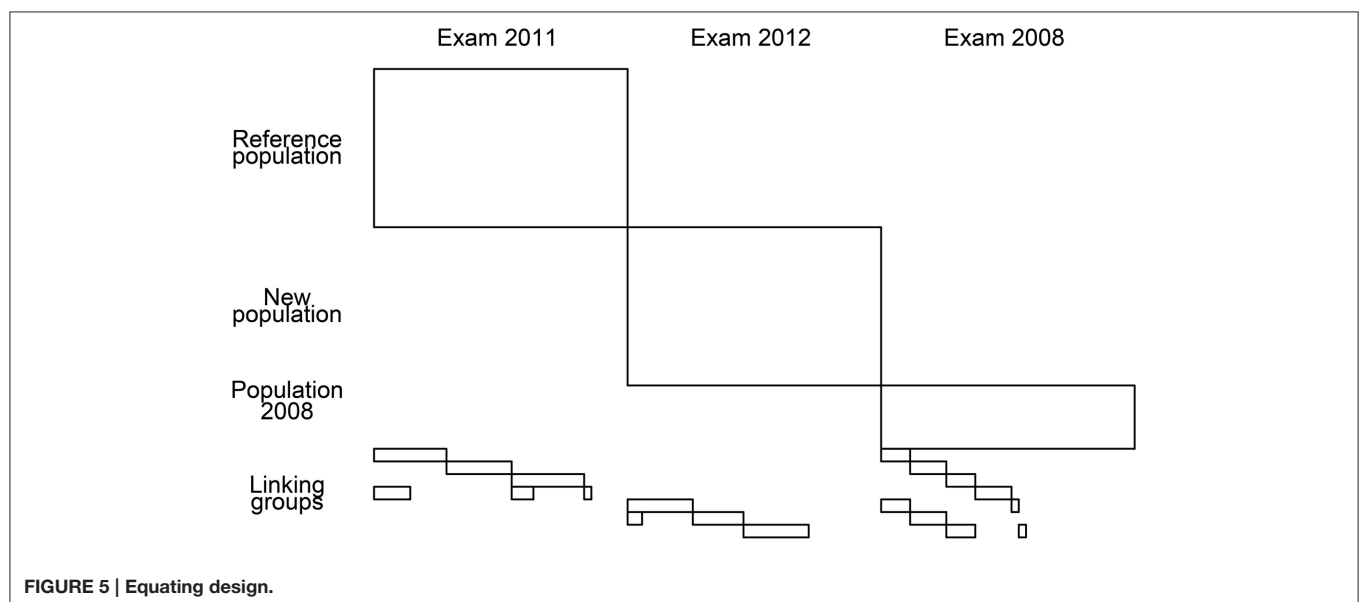 Exam 2011 Exam 2012 Exam 2008
Reference
population
New
population
Population
2008
Linking
groups
FIGURE 5 | Equating design.